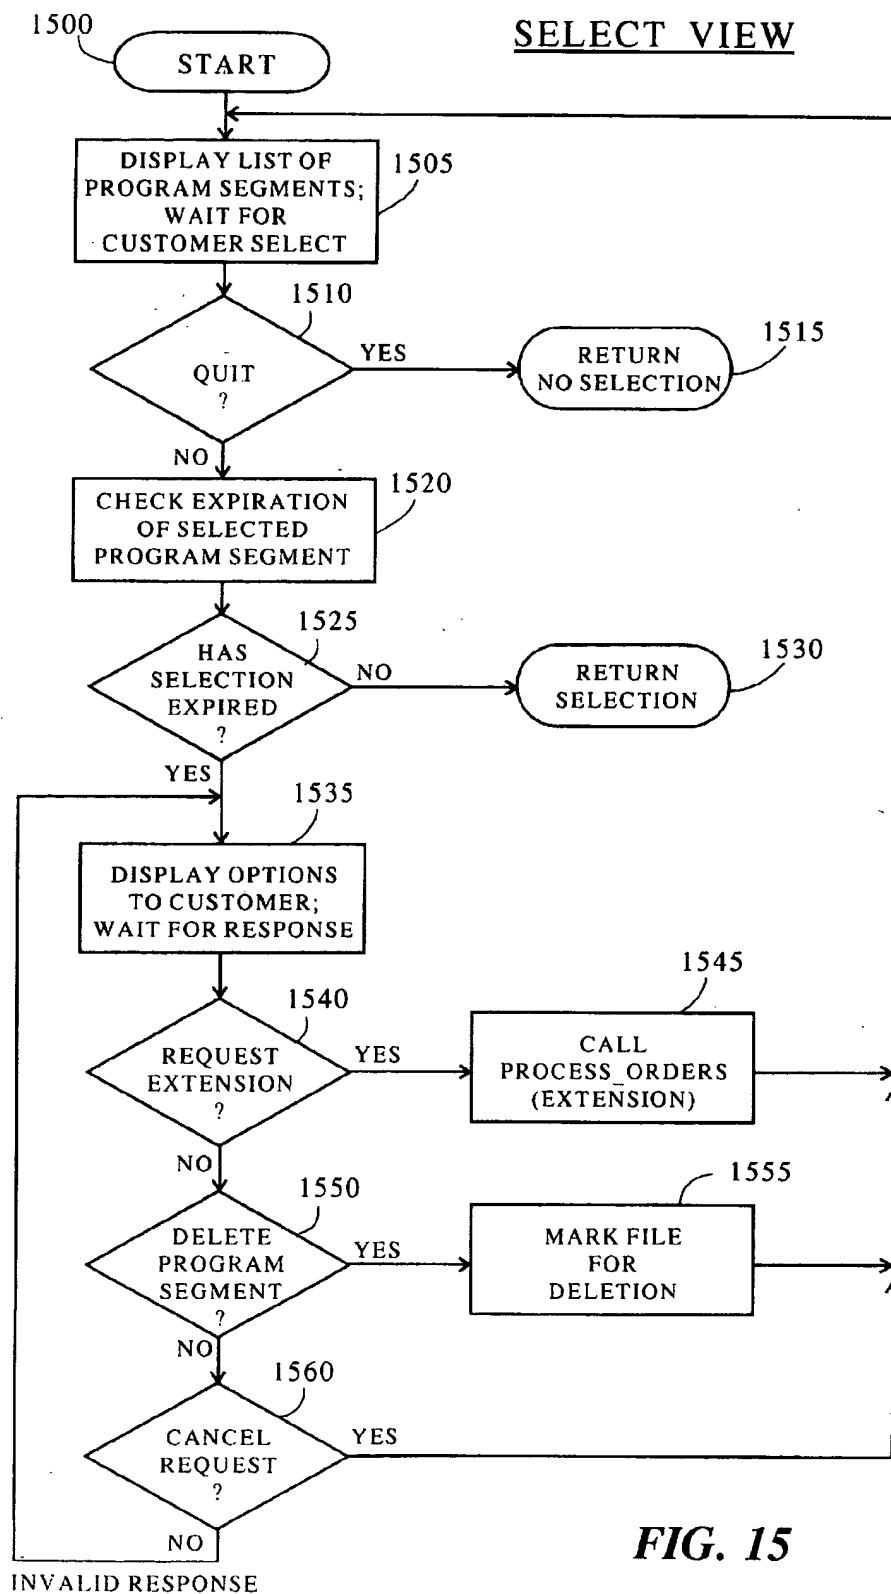 1500
SELECT VIEW
START
DISPLAY LIST OF
PROGRAM SEGMENTS;
WAIT FOR
CUSTOMER SELECT
1505
1510
QUIT
?
YES
NO
RETURN
NO SELECTION
1515
CHECK EXPIRATION
OF SELECTED
PROGRAM SEGMENT
1520
1525
HAS
SELECTION
EXPIRED
?
NO
YES
RETURN
SELECTION
1530
1535
DISPLAY OPTIONS
TO CUSTOMER;
WAIT FOR RESPONSE
1540
REQUEST
EXTENSION
?
YES
NO
1545
CALL
PROCESS_ORDERS
(EXTENSION)
1550
DELETE
PROGRAM
SEGMENT
?
YES
NO
1555
MARK FILE
FOR
DELETION
1560
CANCEL
REQUEST
?
YES
NO
INVALID RESPONSE
FIG. 15